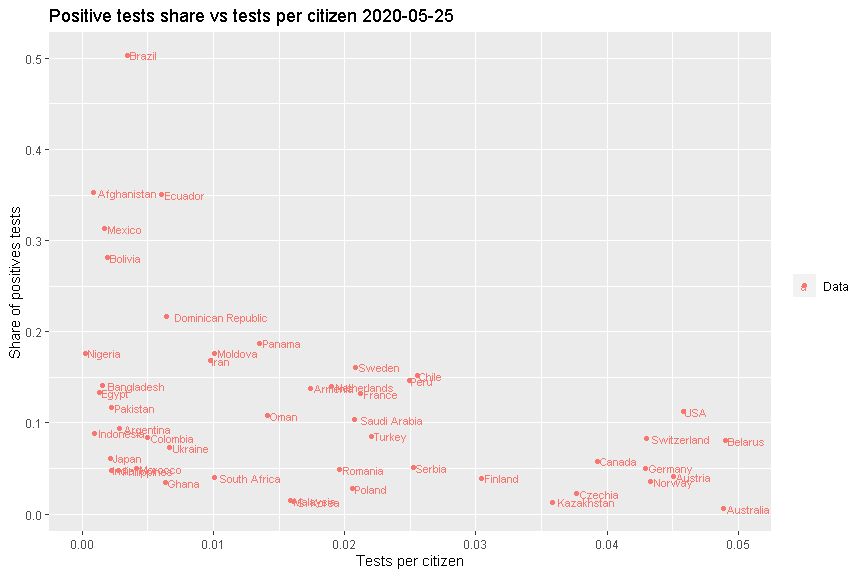 Positive tests share vs tests per citizen 2020-05-25
Share of positives tests
0.5
0.4
0.3
0.2
0.1
0.0
Brazil
Afghanistan
Ecuador
Mexico
Bolivia
Dominican Republic
Panama
Nigeria
Moldova
Iran
Sweden
Chile
Peru
Bangladesh
Egypt
Armenia
Netherlands
France
Pakistan
Oman
Saudi Arabia
USA
Argentina
Indonesia
Colombia
Ukraine
Turkey
Switzerland
Belarus
Japan
Philippines
Morocco
Ghana
South Africa
Romania
Serbia
Poland
Finland
Canada
Germany
Norway
Austria
Malaysia
Czechia
Kazakhstan
Australia
0.00
0.01
0.02
0.03
0.04
0.05
Tests per citizen
a
Data